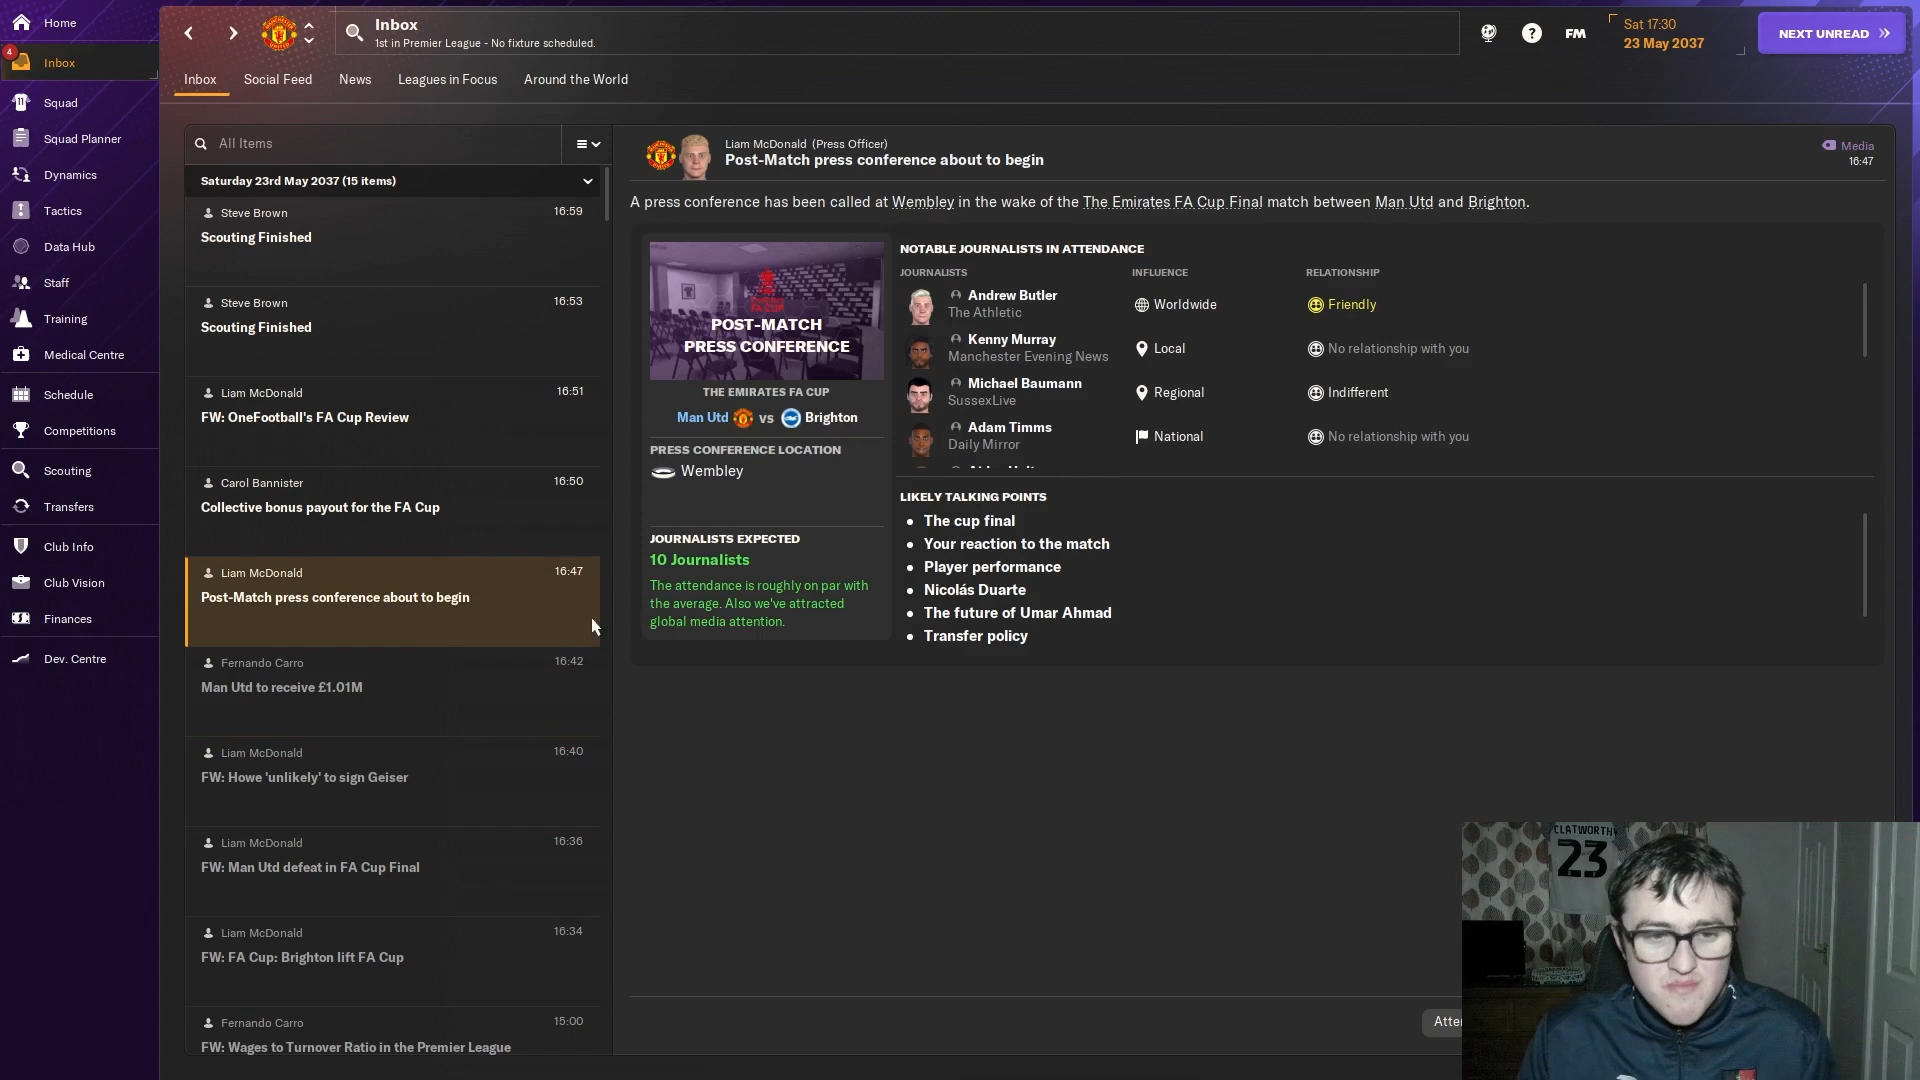 Home
4
Inbox
Squad
Squad Planner
Dynamics
Tactics
Data Hub
Staff
Training
Medical Centre
Schedule
Competitions
Scouting
Transfers
Club Info
Club Vision
Finances
Dev. Centre
Inbox
1st in Premier League - No fixture scheduled.
FM
Sat 17:30
23 May 2037
NEXT UNREAD
Inbox
Social Feed
News
Leagues in Focus
Around the World
All Items
Saturday 23rd May 2037 (15 items)
Steve Brown 16:59
Scouting Finished
Steve Brown 16:53
Scouting Finished
Liam McDonald 16:51
FW: OneFootball's FA Cup Review
Carol Bannister 16:50
Collective bonus payout for the FA Cup
Liam McDonald 16:47
Post-Match press conference about to begin
Fernando Carro 16:42
Man Utd to receive £1.01M
Liam McDonald 16:40
FW: Howe 'unlikely' to sign Geiser
Liam McDonald 16:36
FW: Man Utd defeat in FA Cup Final
Liam McDonald 16:34
FW: FA Cup: Brighton lift FA Cup
Fernando Carro 15:00
FW: Wages to Turnover Ratio in the Premier League
Liam McDonald (Press Officer)
Post-Match press conference about to begin
Media
16:47
A press conference has been called at Wembley in the wake of the The Emirates FA Cup Final match between Man Utd and Brighton.
POST-MATCH
PRESS CONFERENCE
THE EMIRATES FA CUP
Man Utd vs Brighton
PRESS CONFERENCE LOCATION
Wembley
JOURNALISTS EXPECTED
10 Journalists
The attendance is roughly on par with
the average. Also we've attracted
global media attention.
NOTABLE JOURNALISTS IN ATTENDANCE
JOURNALISTS INFLUENCE RELATIONSHIP
Andrew Butler
The Athletic
Worldwide
Friendly
Kenny Murray
Manchester Evening News
Local
No relationship with you
Michael Baumann
SussexLive
Regional
Indifferent
Adam Timms
Daily Mirror
National
No relationship with you
LIKELY TALKING POINTS
The cup final
Your reaction to the match
Player performance
Nicolás Duarte
The future of Umar Ahmad
Transfer policy
CLATWORTHY
23